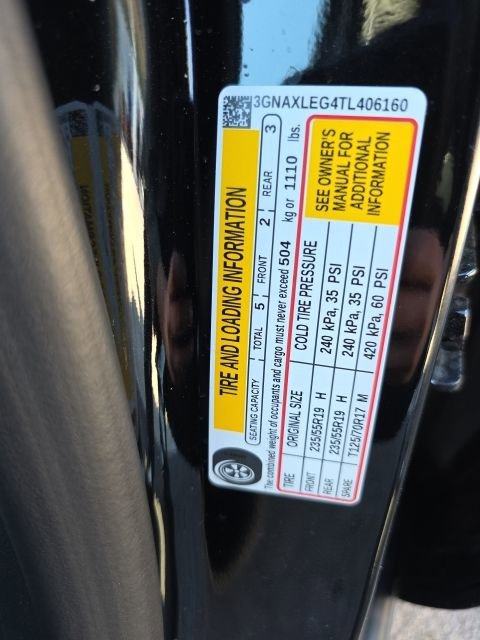 3GNAXLEG4TL406160
TIRE AND LOADING INFORMATION
SEATING CAPACITY TOTAL 5 FRONT 2 REAR 3
The combined weight of occupants and cargo must never exceed 504 kg or 1110 lbs.
TIRE ORIGINAL SIZE COLD TIRE PRESSURE
FRONT 235/55R19 H 240 kPa, 35 PSI
REAR 235/55R19 H 240 kPa, 35 PSI
SPARE T125/70R17 M 420 kPa, 60 PSI
SEE OWNER'S
MANUAL FOR
ADDITIONAL
INFORMATION